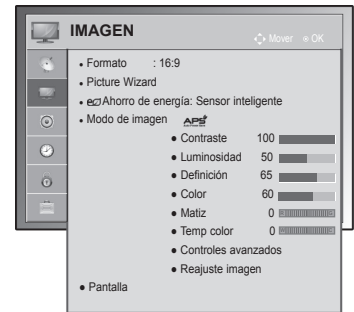 IMAGEN
Mover OK
• Formato : 16:9
• Picture Wizard
• Ahorro de energía: Sensor inteligente
• Modo de imagen APS
• Contraste 100
• Luminosidad 50
• Definición 65
• Color 60
• Matiz 0
• Temp color 0
• Controles avanzados
• Reajuste imagen
• Pantalla